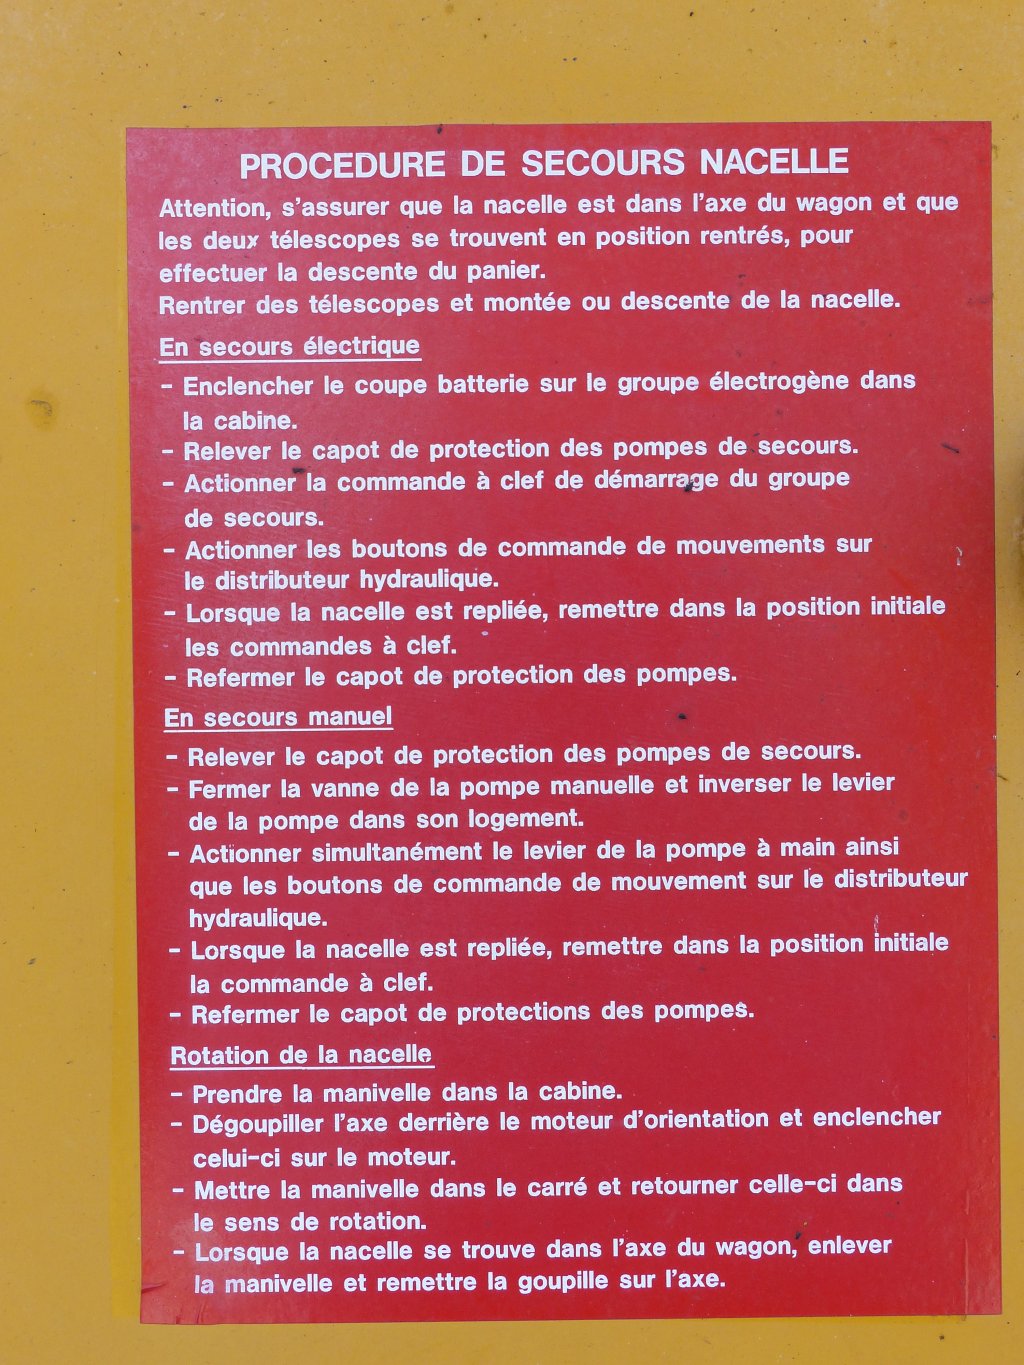 PROCEDURE DE SECOURS NACELLE
Attention, s'assurer que la nacelle est dans l'axe du wagon et que
les deux télescopes se trouvent en position rentrés, pour
effectuer la descente du panier.
Rentrer des télescopes et montée ou descente de la nacelle.
En secours électrique
- Enclencher le coupe batterie sur le groupe électrogène dans
la cabine.
- Relever le capot de protection des pompes de secours.
- Actionner la commande à clef de démarrage du groupe
de secours.
- Actionner les boutons de commande de mouvements sur
le distributeur hydraulique.
- Lorsque la nacelle est repliée, remettre dans la position initiale
les commandes à clef.
- Refermer le capot de protection des pompes.
En secours manuel
- Relever le capot de protection des pompes de secours.
- Fermer la vanne de la pompe manuelle et inverser le levier
de la pompe dans son logement.
- Actionner simultanément le levier de la pompe à main ainsi
que les boutons de commande de mouvement sur le distributeur
hydraulique.
- Lorsque la nacelle est repliée, remettre dans la position initiale
la commande à clef.
- Refermer le capot de protections des pompes.
Rotation de la nacelle
- Prendre la manivelle dans la cabine.
- Dégoupiller l'axe derrière le moteur d'orientation et enclencher
celui-ci sur le moteur.
- Mettre la manivelle dans le carré et retourner celle-ci dans
le sens de rotation.
- Lorsque la nacelle se trouve dans l'axe du wagon, enlever
la manivelle et remettre la goupille sur l'axe.